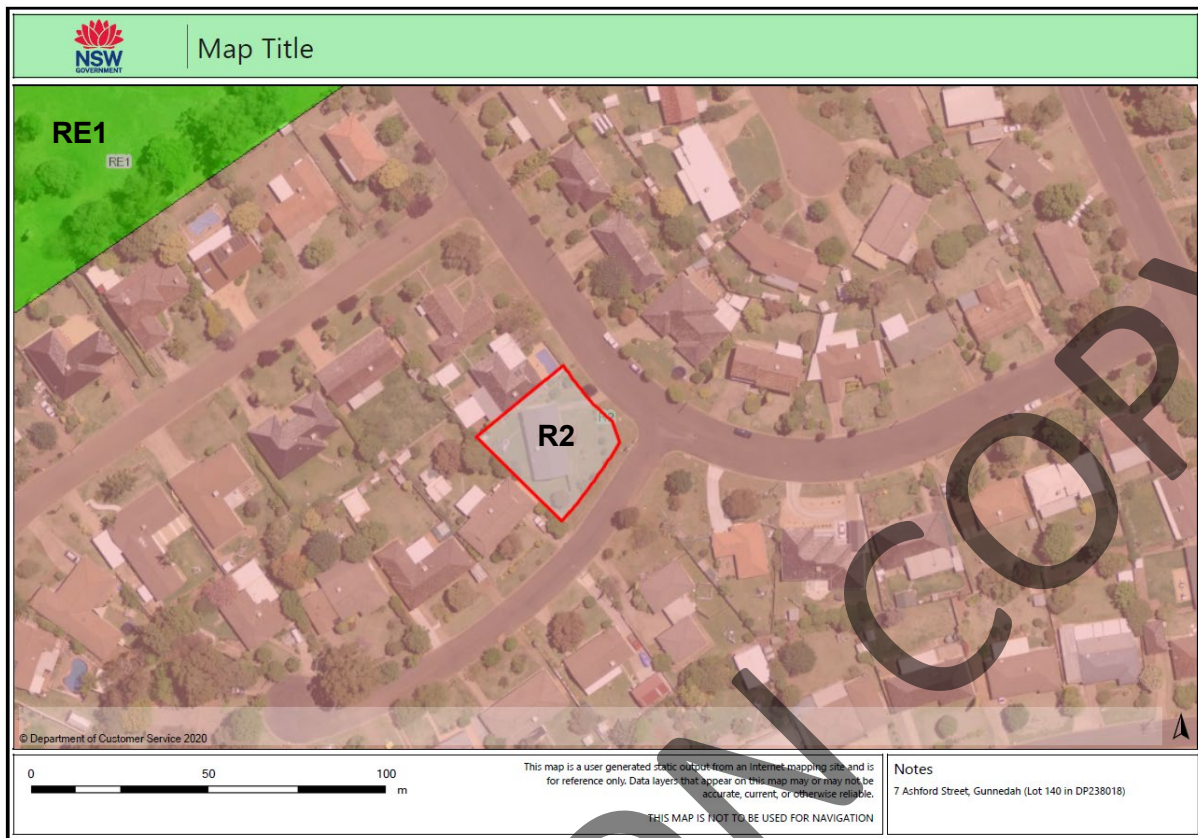 NSW
GOVERNMENT
Map Title
RE1
RE1
R2
R2
© Department of Customer Service 2020
0 50 100
m
This map is a user generated static output from an Internet mapping site and is
for reference only. Data layers that appear on this map may or may not be
accurate, current, or otherwise reliable.
THIS MAP IS NOT TO BE USED FOR NAVIGATION
Notes
7 Ashford Street, Gunnedah (Lot 140 in DP238018)
ON COPY